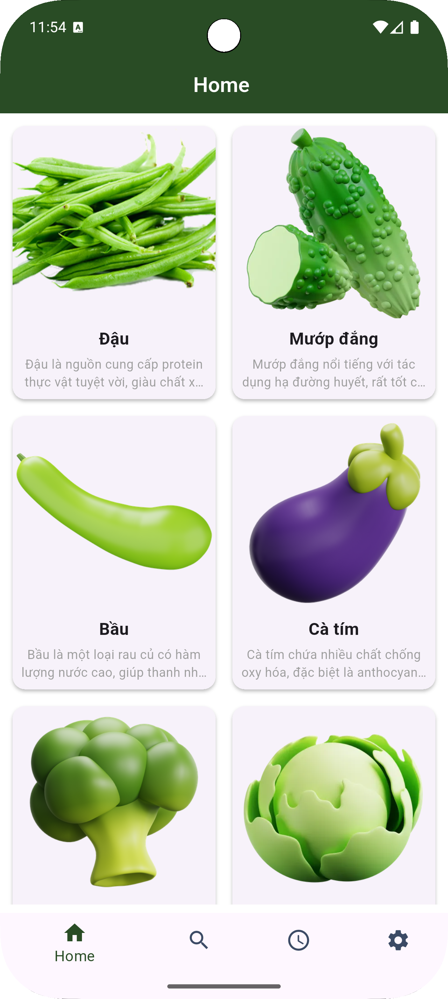 11:54
Home
Đậu
Đậu là nguồn cung cấp protein
thực vật tuyệt vời, giàu chất x...
Mướp đắng
Mướp đắng nổi tiếng với tác
dụng hạ đường huyết, rất tốt c...
Bầu
Bầu là một loại rau củ có hàm
lượng nước cao, giúp thanh nh...
Cà tím
Cà tím chứa nhiều chất chống
oxy hóa, đặc biệt là anthocyan...
Home